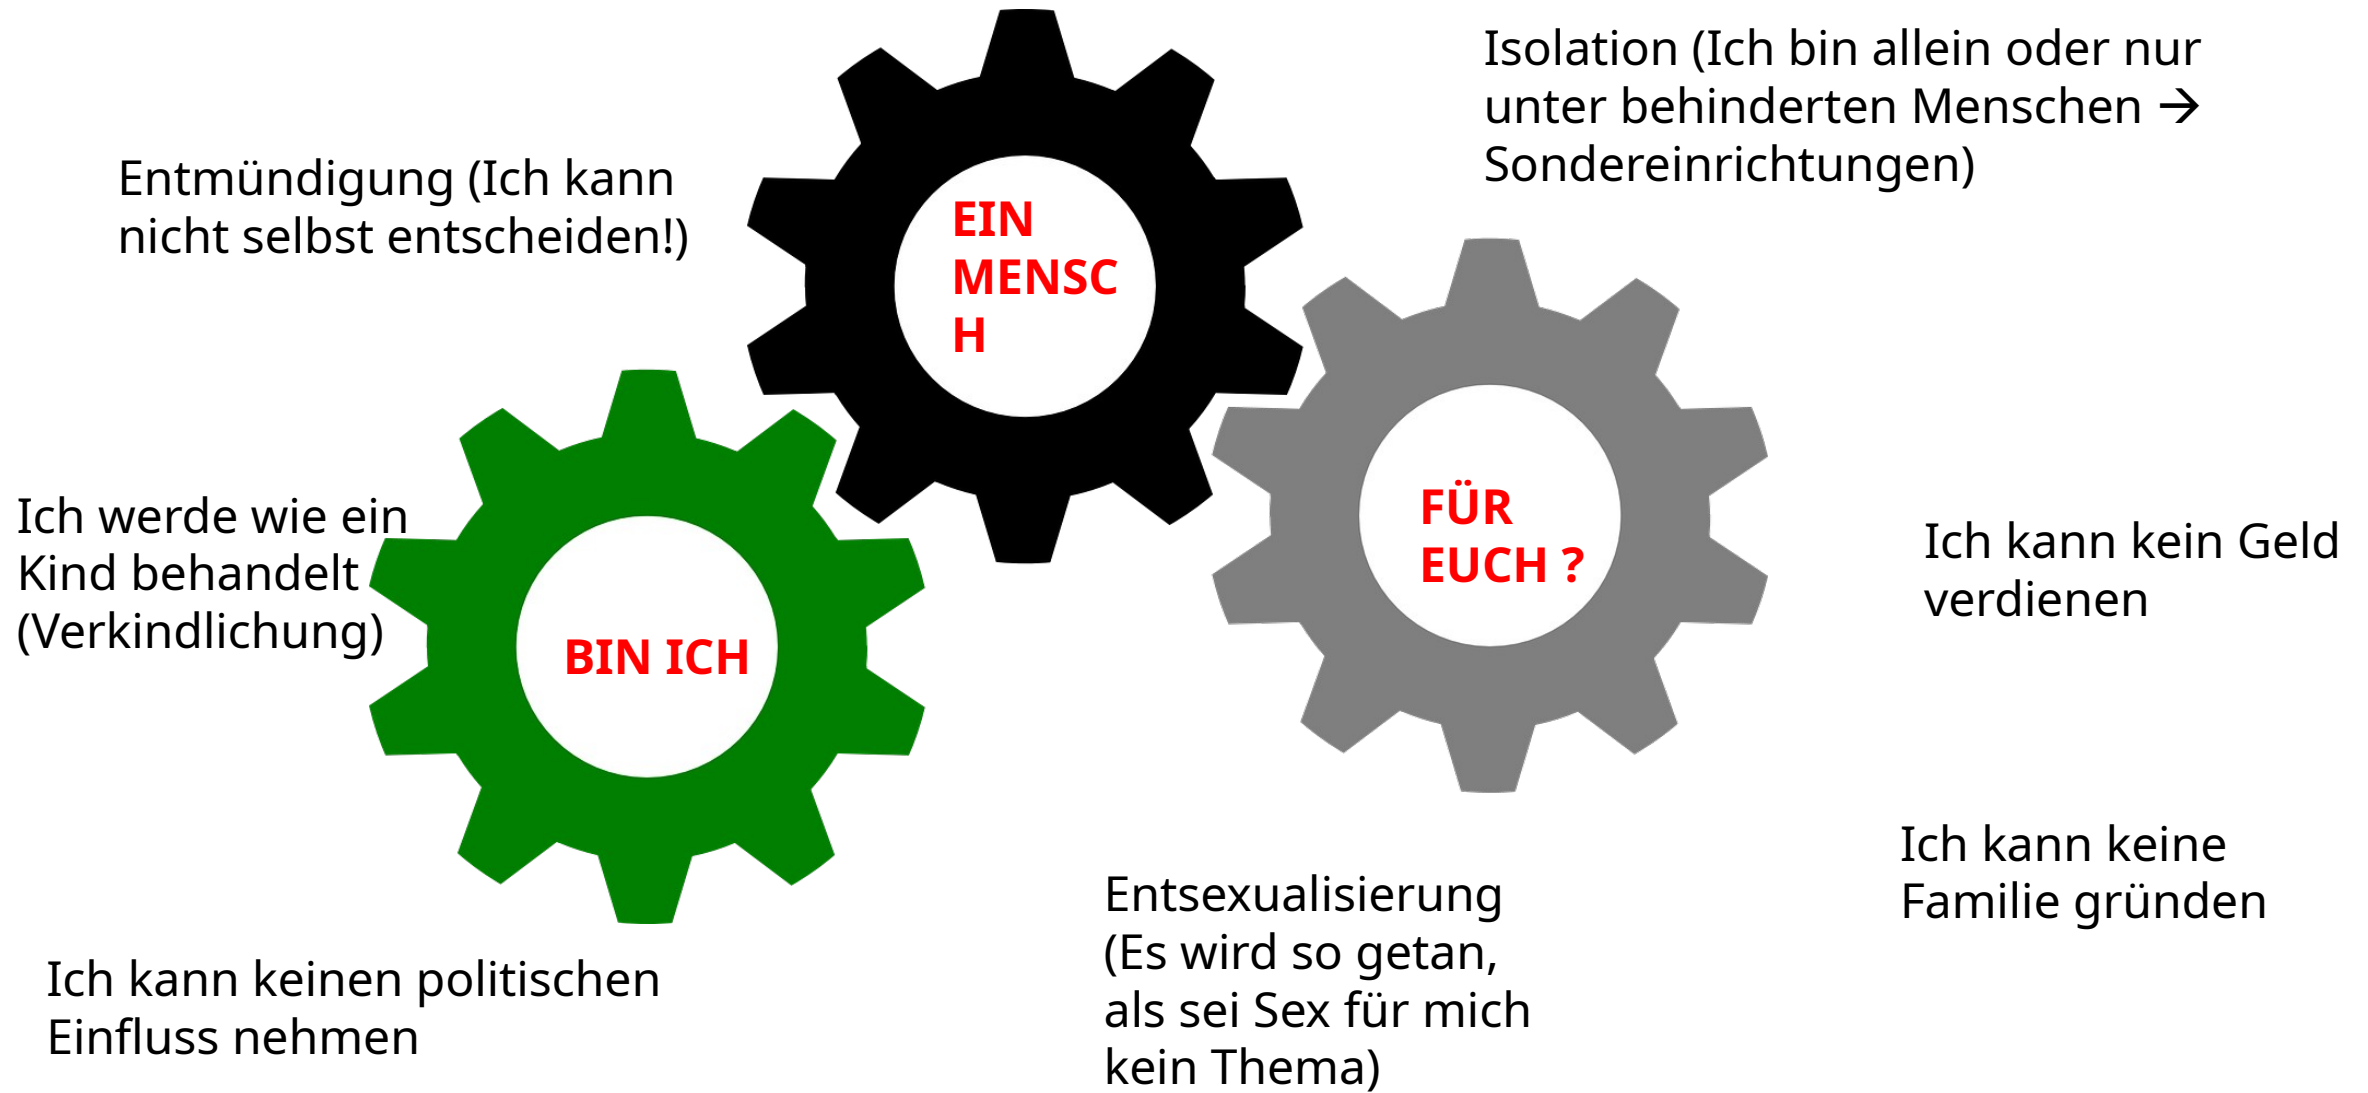 Isolation (Ich bin allein oder nur
unter behinderten Menschen →
Sondereinrichtungen)
Entmündigung (Ich kann
nicht selbst entscheiden!)
EIN
MENSC
H
FÜR
EUCH ?
Ich werde wie ein
Kind behandelt
(Verkindlichung)
BIN ICH
Ich kann kein Geld
verdienen
Ich kann keine
Familie gründen
Entsexualisierung
(Es wird so getan,
als sei Sex für mich
kein Thema)
Ich kann keinen politischen
Einfluss nehmen